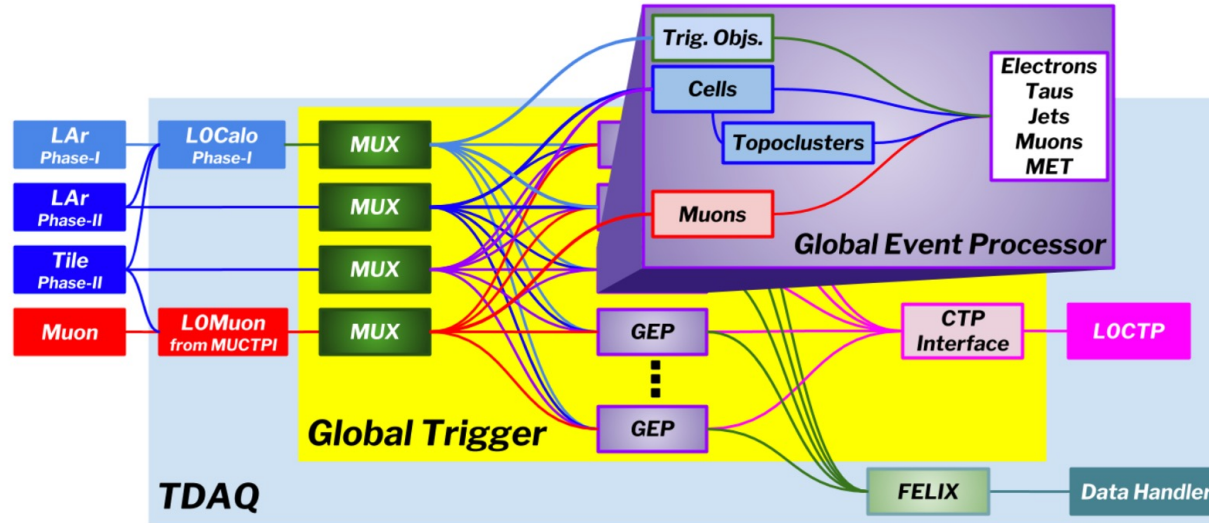 Trig. Objs.
Cells
Topoclusters
Muons
Electrons
Taus
Jets
Muons
MET
Global Event Processor
LAr
Phase-I
L0Calo
Phase-I
MUX
LAr
Phase-II
MUX
Tile
Phase-II
MUX
Muon
L0Muon
from MUCTPI
MUX
GEP
CTP
Interface
L0CTP
GEP
Global Trigger
TDAQ
FELIX
Data Handler